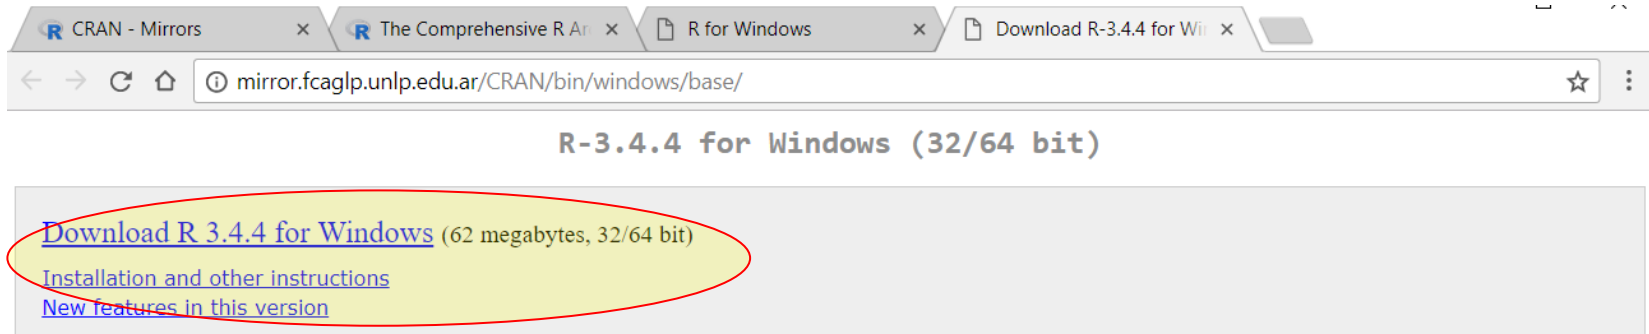 CRAN - Mirrors
The Comprehensive R Ar
R for Windows
Download R-3.4.4 for Wi
mirror.fcaglp.unlp.edu.ar/CRAN/bin/windows/base/
R-3.4.4 for Windows (32/64 bit)
Download R 3.4.4 for Windows (62 megabytes, 32/64 bit)
Installation and other instructions
New features in this version